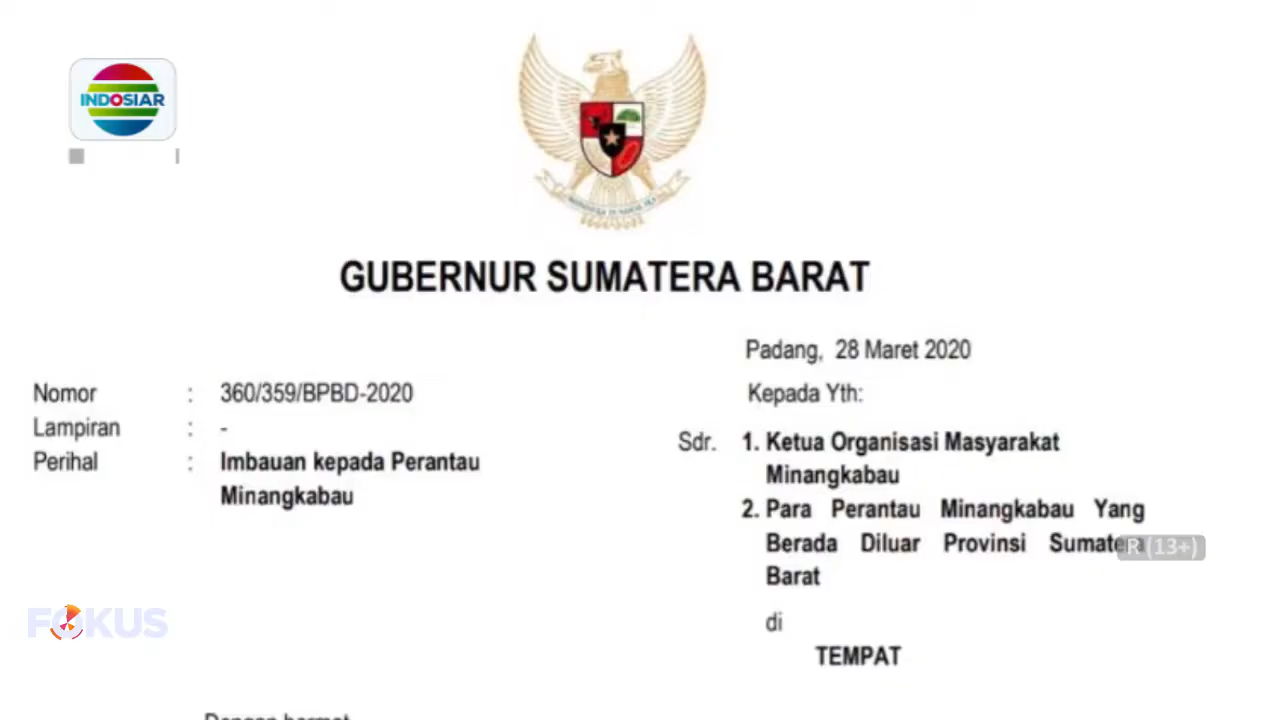 INDOSIAR
GUBERNUR SUMATERA BARAT
Padang, 28 Maret 2020
Nomor : 360/359/BPBD-2020
Kepada Yth:
Lampiran : -
Sdr. 1. Ketua Organisasi Masyarakat
Perihal : Imbauan kepada Perantau
Minangkabau
Minangkabau
2. Para Perantau Minangkabau Yang
Berada Diluar Provinsi Sumatera
R (13+)
Barat
di
FOKUS
TEMPAT
Dengan hormat